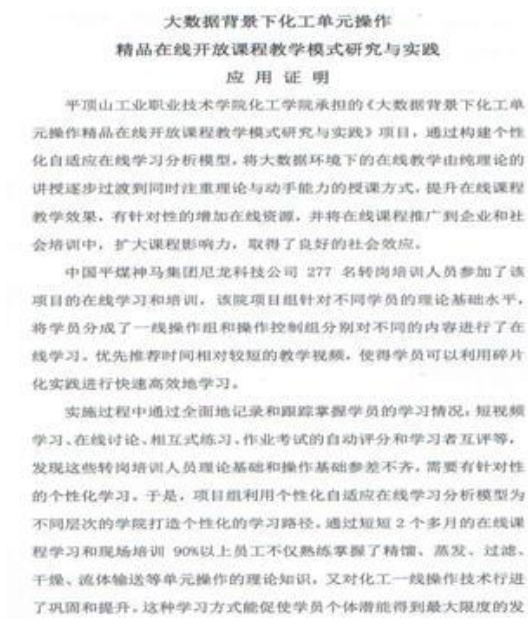 大数据背景下化工单元操作
精品在线开放课程教学模式研究与实践
应用证明
平顶山工业职业技术学院化工学院承担的《大数据背景下化工单
元操作精品在线开放课程教学模式研究与实践》项目，通过构建个性
化自适应在线学习分析模型，将大数据环境下的在线教学由纯理论的
讲授逐步过渡到同时注重理论与动手能力的授课方式，提升在线课程
教学效果，有针对性的增加在线资源，并将在线课程推广到企业和社
会培训中，扩大课程影响力，取得了良好的社会效应。
中国平煤神马集团尼龙科技公司 277 名转岗培训人员参加了该
项目的在线学习和培训，该院项目组针对不同学员的理论基础水平，
将学员分成了一线操作组和操作控制组分别对不同的内容进行了在
线学习。优先推荐时间相对较短的教学视频，使得学员可以利用碎片
化实践进行快速高效地学习。
实施过程中通过全面地记录和跟踪掌握学员的学习情况，短视频
学习、在线讨论、相互式练习、作业考试的自动评分和学习者互评等，
发现这些转岗培训人员理论基础和操作基础参差不齐，需要有针对性
的个性化学习。于是，项目组利用个性化自适应在线学习分析模型为
不同层次的学院打造个性化的学习路径。通过短短 2 个多月的在线课
程学习和现场培训 90%以上员工不仅熟练掌握了精馏、蒸发、过滤、
干燥、流体输送等单元操作的理论知识，又对化工一线操作技术行进
了巩固和提升。这种学习方式能促使学员个体潜能得到最大限度的发